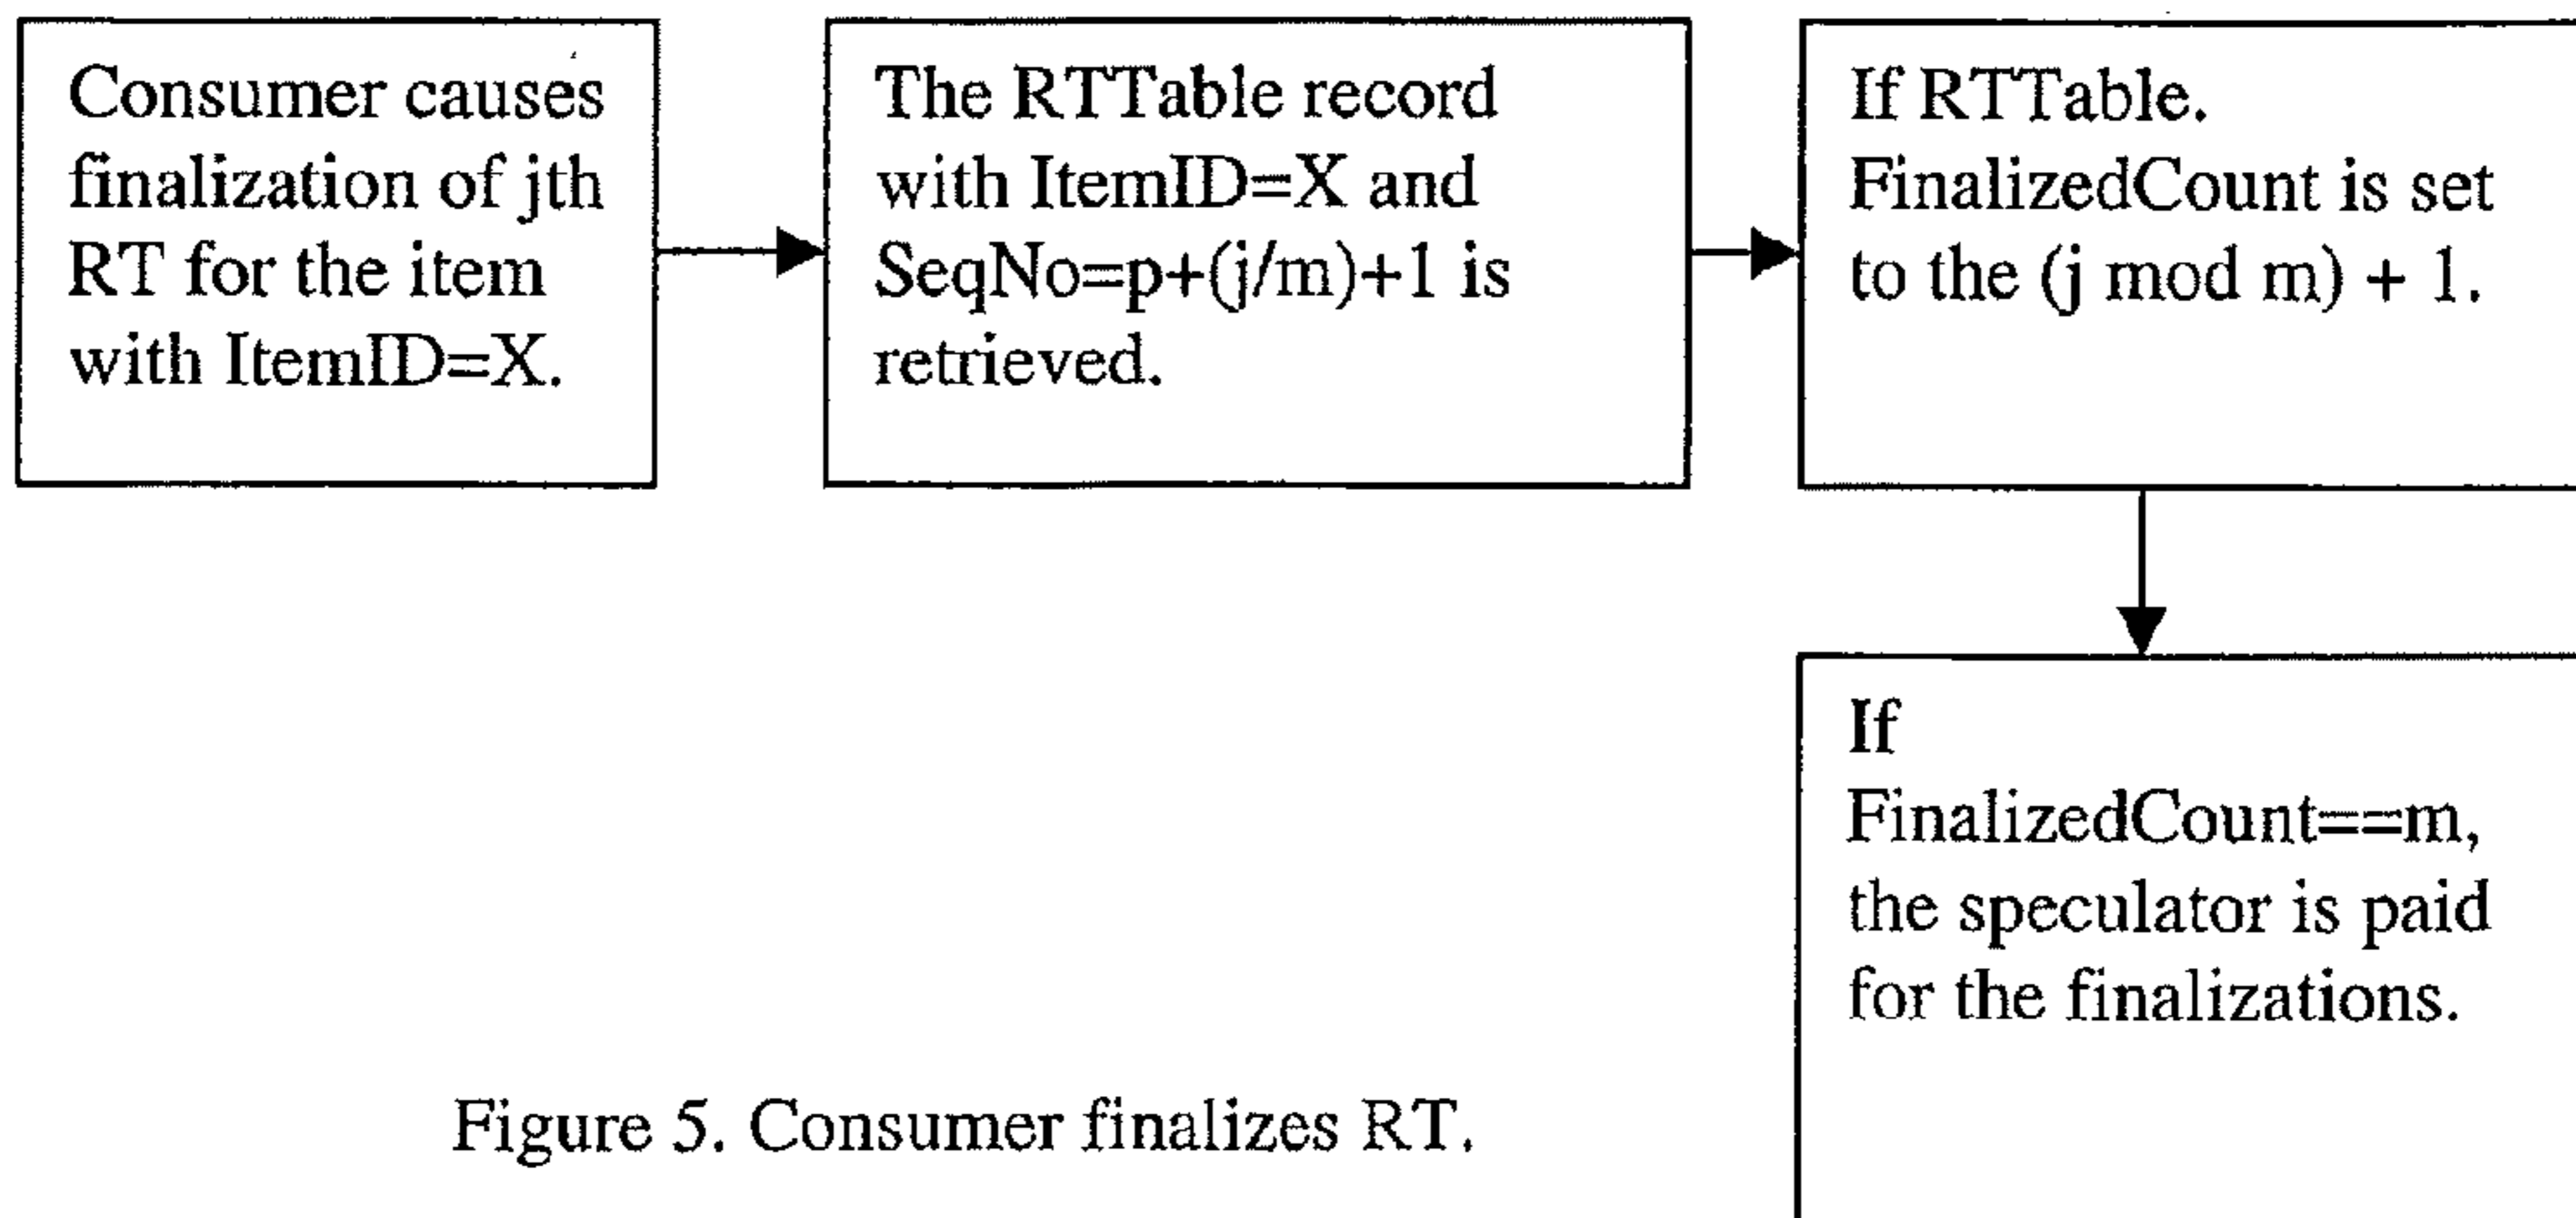 Consumer causes
finalization of jth
RT for the item
with ItemID=X.
The RTTable record
with ItemID=X and
SeqNo=p+(j/m)+1 is
retrieved.
If RTTable.
FinalizedCount is set
to the (j mod m) + 1.
If
FinalizedCount==m,
the speculator is paid
for the finalizations.
Figure 5. Consumer finalizes RT.